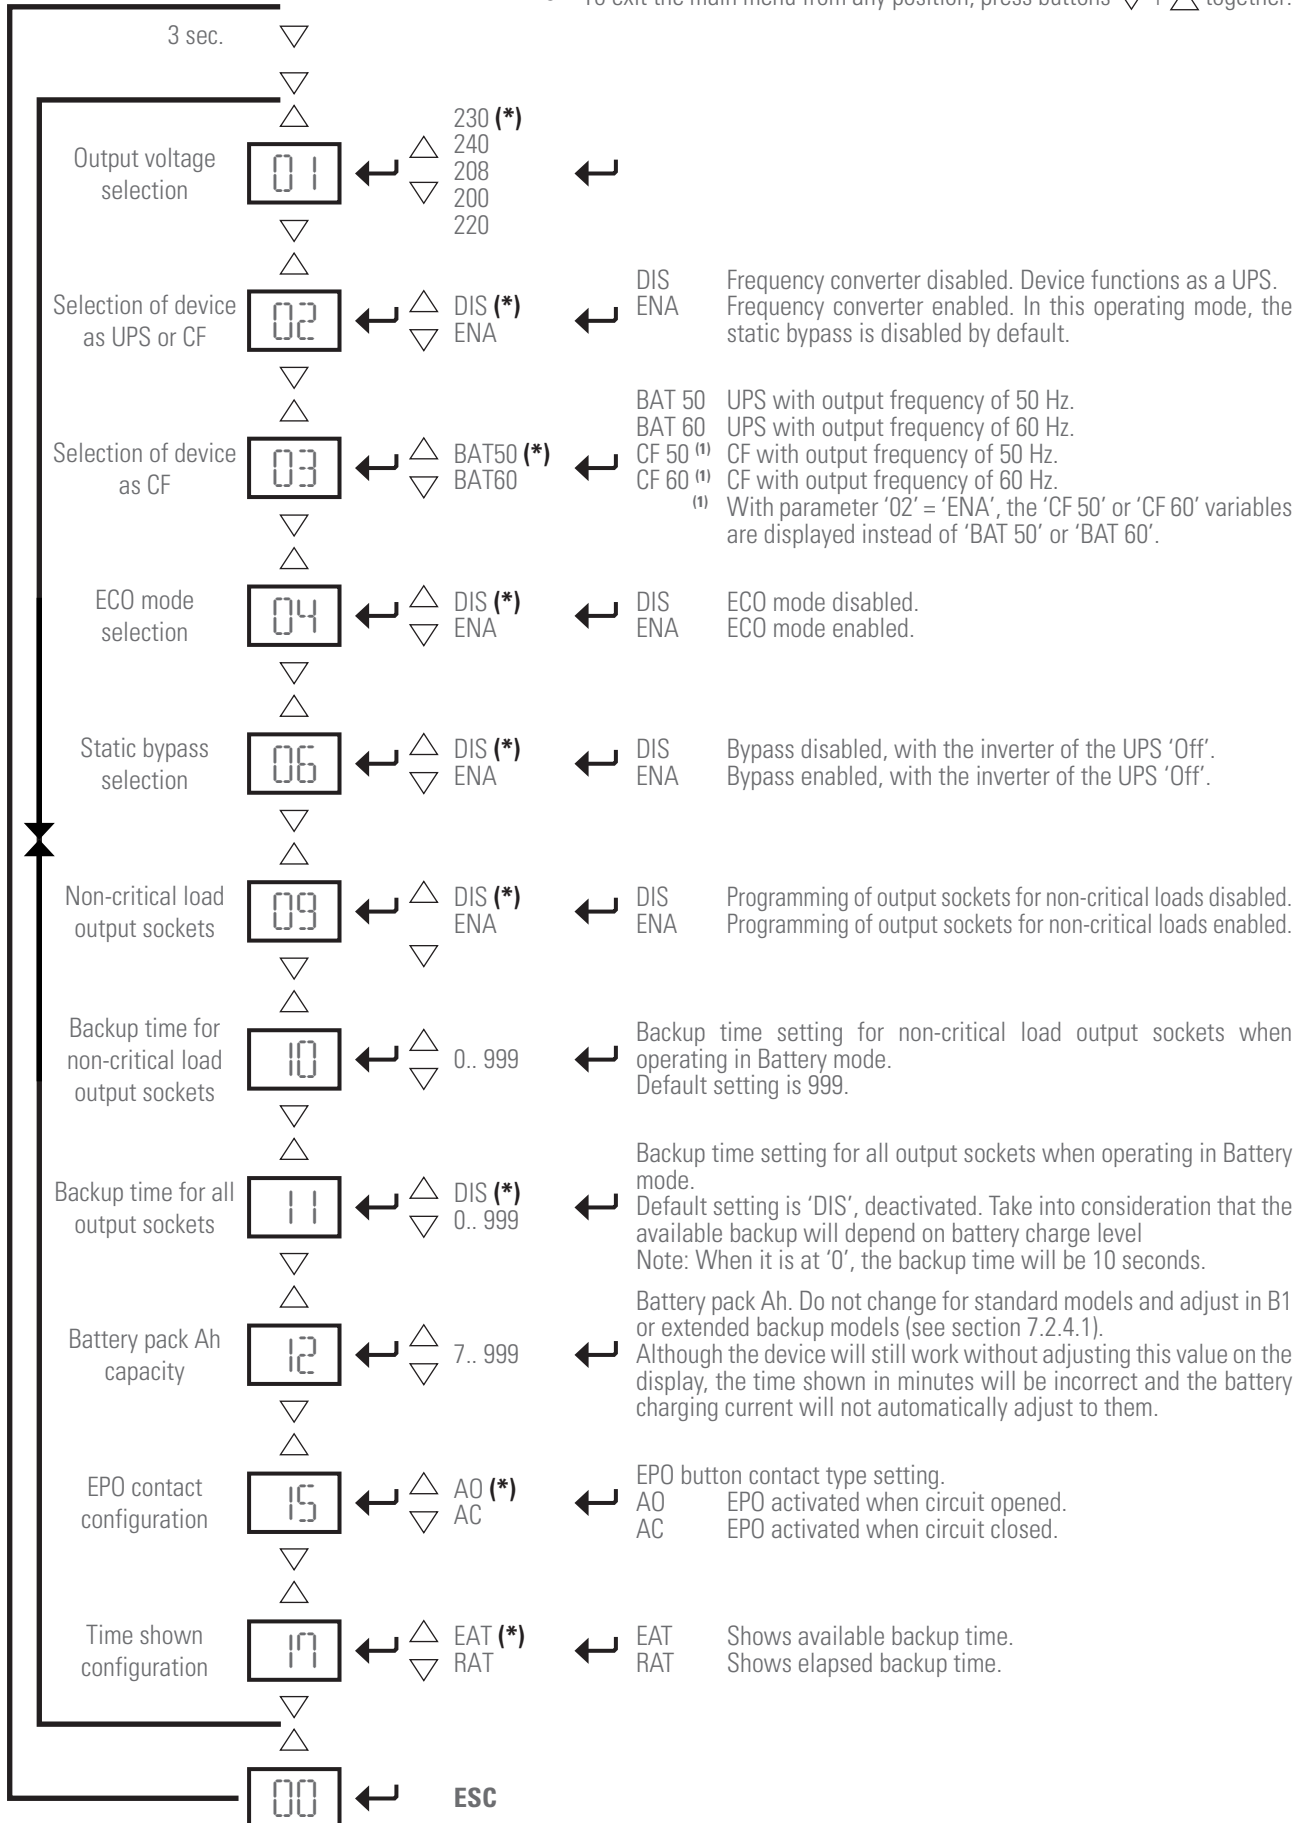 To exit the main menu from any position, press buttons ▽ + △ together.
3 sec.
Output voltage
selection
01
230 (*)
240
208
200
220
Selection of device
as UPS or CF
02
DIS (*)
ENA
DIS Frequency converter disabled. Device functions as a UPS.
ENA Frequency converter enabled. In this operating mode, the
static bypass is disabled by default.
Selection of device
as CF
03
BAT50 (*)
BAT60
BAT 50 UPS with output frequency of 50 Hz.
BAT 60 UPS with output frequency of 60 Hz.
CF 50 (1) CF with output frequency of 50 Hz.
CF 60 (1) CF with output frequency of 60 Hz.
(1) With parameter ‘02’ = ‘ENA’, the ‘CF 50’ or ‘CF 60’ variables
are displayed instead of ‘BAT 50’ or ‘BAT 60’.
ECO mode
selection
04
DIS (*)
ENA
DIS ECO mode disabled.
ENA ECO mode enabled.
Static bypass
selection
06
DIS (*)
ENA
DIS Bypass disabled, with the inverter of the UPS ‘Off’.
ENA Bypass enabled, with the inverter of the UPS ‘Off’.
Non-critical load
output sockets
09
DIS (*)
ENA
DIS Programming of output sockets for non-critical loads disabled.
ENA Programming of output sockets for non-critical loads enabled.
Backup time for
non-critical load
output sockets
10
0.. 999
Backup time setting for non-critical load output sockets when
operating in Battery mode.
Default setting is 999.
Backup time for all
output sockets
11
DIS (*)
0.. 999
Backup time setting for all output sockets when operating in Battery
mode.
Default setting is ‘DIS’, deactivated. Take into consideration that the
available backup will depend on battery charge level
Note: When it is at ‘0’, the backup time will be 10 seconds.
Battery pack Ah
capacity
12
7.. 999
Battery pack Ah. Do not change for standard models and adjust in B1
or extended backup models (see section 7.2.4.1).
Although the device will still work without adjusting this value on the
display, the time shown in minutes will be incorrect and the battery
charging current will not automatically adjust to them.
EPO contact
configuration
15
AO (*)
AC
EPO button contact type setting.
AO EPO activated when circuit opened.
AC EPO activated when circuit closed.
Time shown
configuration
17
EAT (*)
RAT
EAT Shows available backup time.
RAT Shows elapsed backup time.
00
ESC